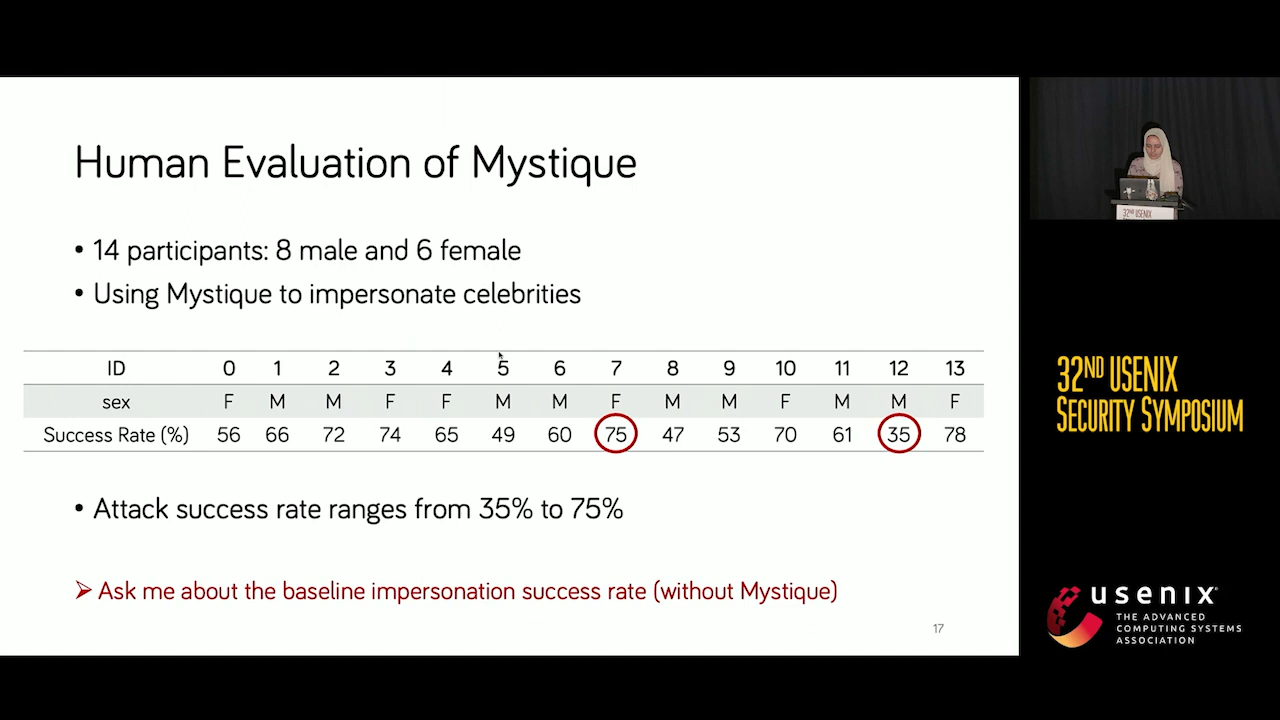 Human Evaluation of Mystique
• 14 participants: 8 male and 6 female
• Using Mystique to impersonate celebrities
ID 0 1 2 3 4 5 6 7 8 9 10 11 12 13
sex F M M F F M M F M M F M M F
Success Rate (%) 56 66 72 74 65 49 60 75 47 53 70 61 35 78
• Attack success rate ranges from 35% to 75%
➢ Ask me about the baseline impersonation success rate (without Mystique)
17
32ND USENIX
32ND USENIX
SECURITY SYMPOSIUM
usenix
THE ADVANCED
COMPUTING SYSTEMS
ASSOCIATION